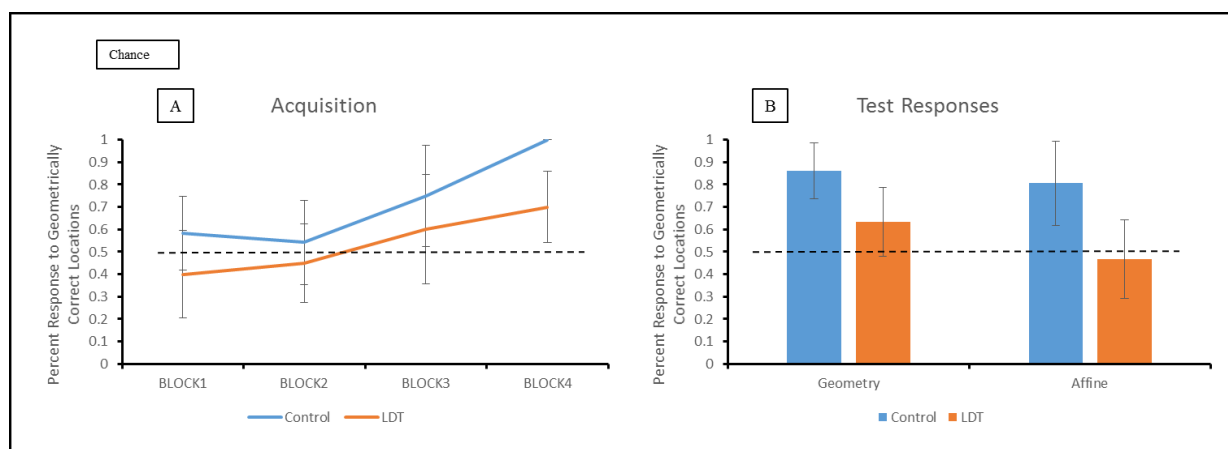 Chance
A
Acquisition
Percent Response to Geometrically
Correct Locations
1
0.9
0.8
0.7
0.6
0.5
0.4
0.3
0.2
0.1
0
BLOCK1
BLOCK2
BLOCK3
BLOCK4
Control
LDT
B
Test Responses
Percent Response to Geometrically
Correct Locations
1
0.9
0.8
0.7
0.6
0.5
0.4
0.3
0.2
0.1
0
Geometry
Affine
Control
LDT